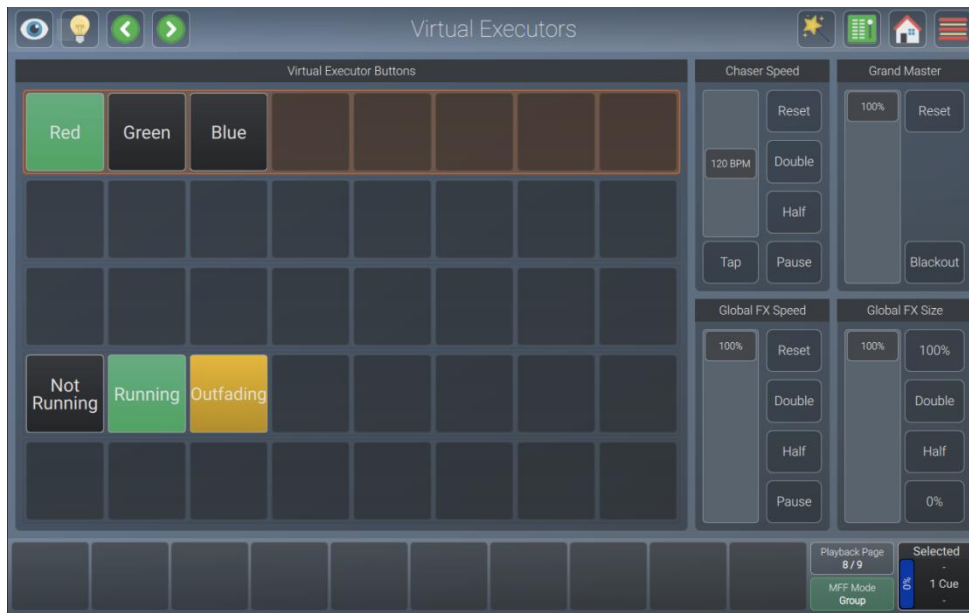 Virtual Executors
Virtual Executor Buttons
Chaser Speed
Grand Master
Red
Green
Blue
120 BPM
Reset
Double
Half
Tap
Pause
100%
Reset
Blackout
Global FX Speed
Global FX Size
100%
Reset
Double
Half
Pause
100%
100%
Double
Half
0%
Not
Running
Running
Outfading
Playback Page
8 / 9
MFF Mode
Group
0%
Selected
-
1 Cue
-